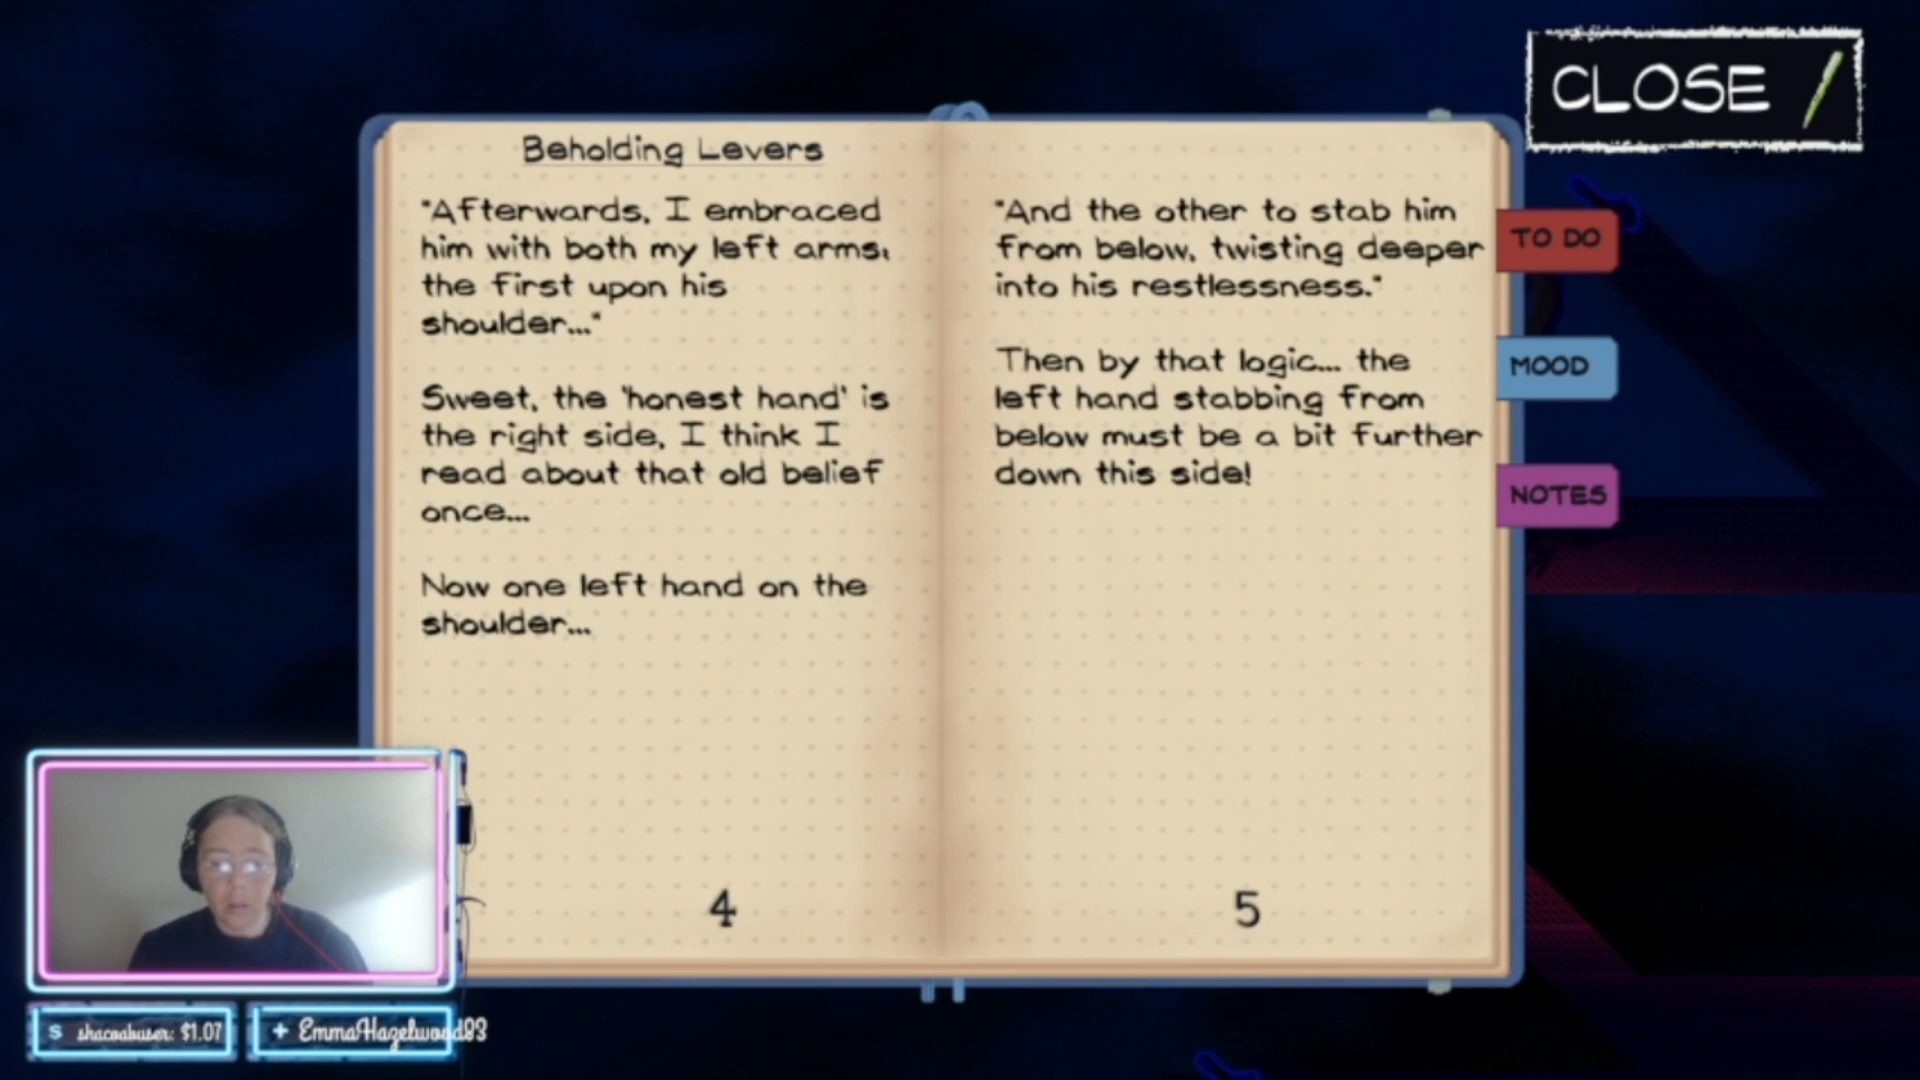 CLOSE
Beholding Levers
"Afterwards, I embraced
him with both my left arms,
the first upon his
shoulder..."
Sweet, the 'honest hand' is
the right side, I think I
read about that old belief
once...
Now one left hand on the
shoulder...
4
"And the other to stab him
from below, twisting deeper
into his restlessness."
Then by that logic... the
left hand stabbing from
below must be a bit further
down this side!
5
TO DO
MOOD
NOTES
S shacoabuser: $1.07
+ EmmaHazelwood83